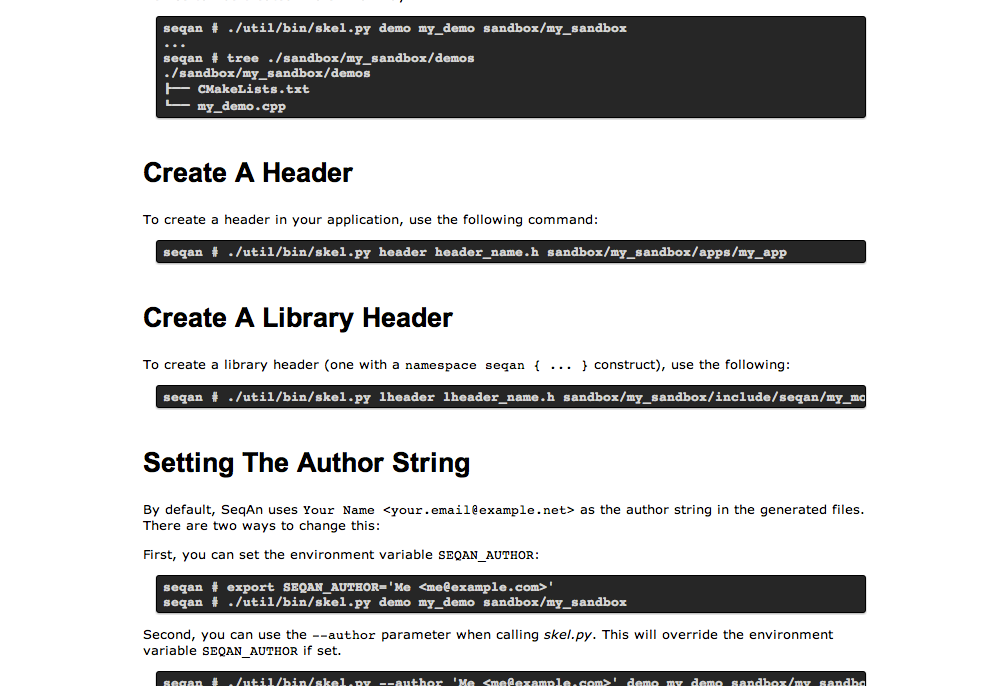 seqan # ./util/bin/skel.py demo my_demo sandbox/my_sandbox
...
seqan # tree ./sandbox/my_sandbox/demos
./sandbox/my_sandbox/demos
├── CMakeLists.txt
└── my_demo.cpp
Create A Header
To create a header in your application, use the following command:
seqan # ./util/bin/skel.py header header_name.h sandbox/my_sandbox/apps/my_app
Create A Library Header
To create a library header (one with a namespace seqan { ... } construct), use the following:
seqan # ./util/bin/skel.py lheader lheader_name.h sandbox/my_sandbox/include/seqan/my_mo
Setting The Author String
By default, SeqAn uses Your Name <your.email@example.net> as the author string in the generated files.
There are two ways to change this:
First, you can set the environment variable SEQAN_AUTHOR:
seqan # export SEQAN_AUTHOR='Me <me@example.com>'
seqan # ./util/bin/skel.py demo my_demo sandbox/my_sandbox
Second, you can use the --author parameter when calling skel.py. This will override the environment
variable SEQAN_AUTHOR if set.
seqan # ./util/bin/skel.py --author 'Me <me@example.com>' demo my_demo sandbox/my_sandbo